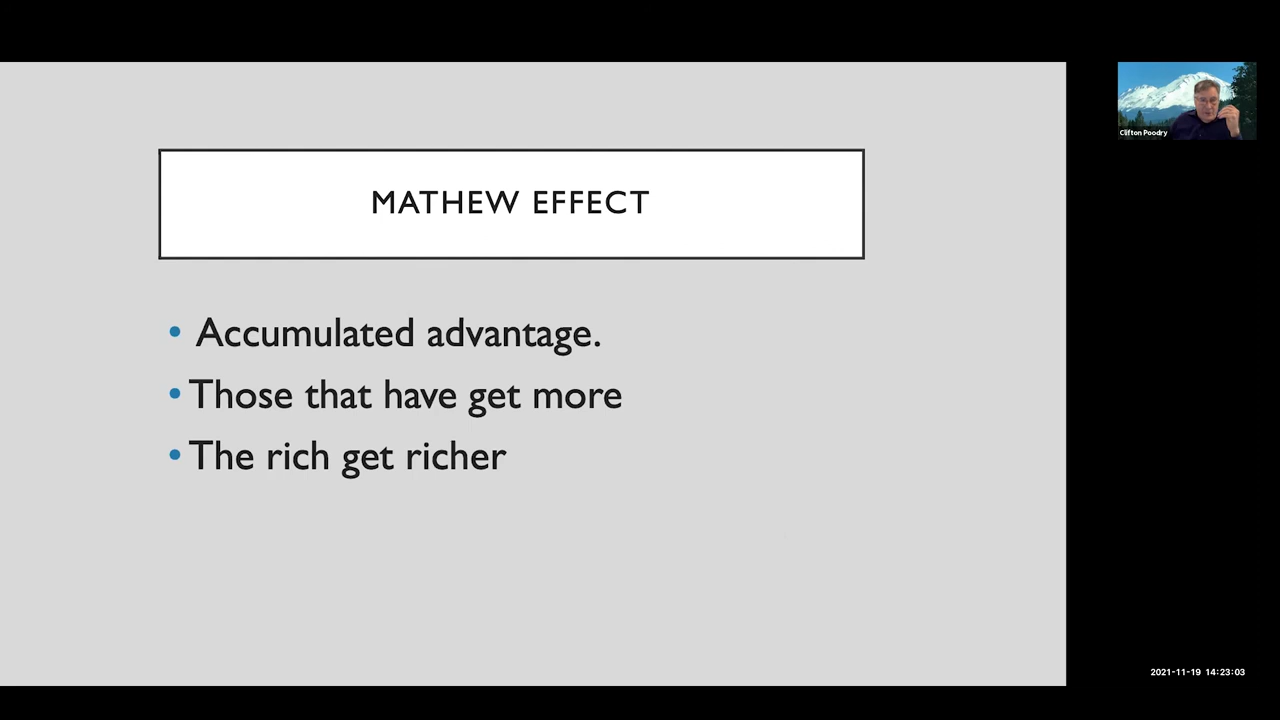 MATHEW EFFECT
• Accumulated advantage.
• Those that have get more
• The rich get richer
Clifton Poodry
2021-11-19 14:23:03